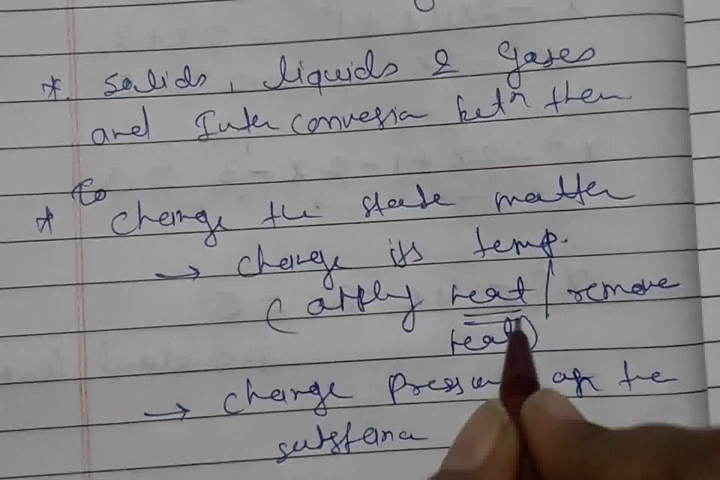 * Solids, liquids & gases
and Inter conversion betn them
* to change the state matter
→ change its temp.
( apply heat / remove
heat)
→ change Pressure on the
substance